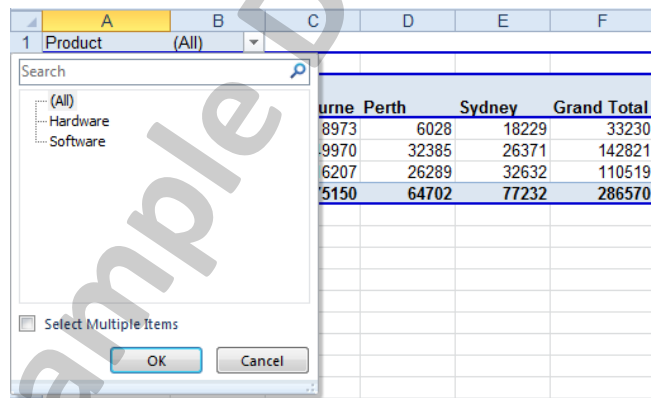 A B C D E F
1 Product (All)
Search
(All)
Hardware
Software
urne Perth Sydney Grand Total
8973 6028 18229 33230
9970 32385 26371 142821
6207 26289 32632 110519
75150 64702 77232 286570
Select Multiple Items
OK Cancel
ample D